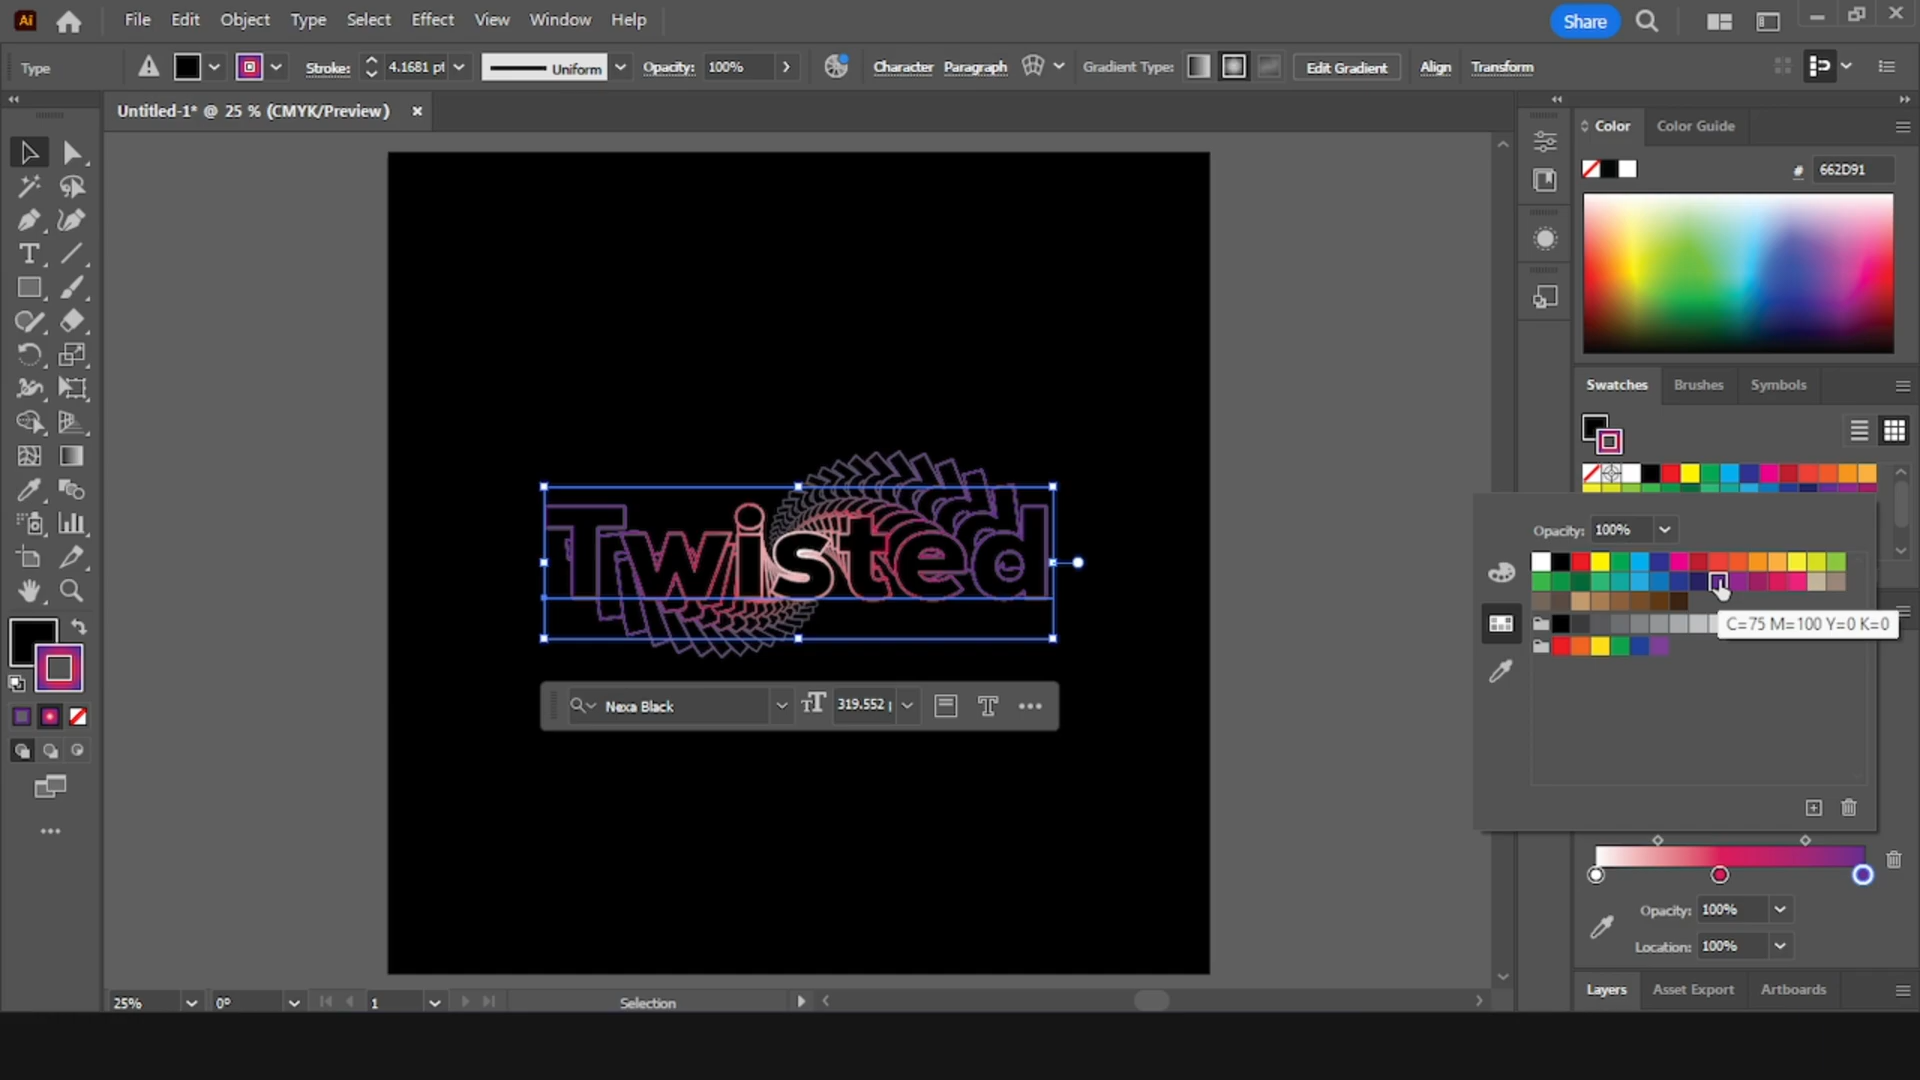 Ai File Edit Object Type Select Effect View Window Help Share
Type Stroke: 4.1681 pt Uniform Opacity: 100% Character Paragraph Gradient Type: Edit Gradient Align Transform
Untitled-1* @ 25 % (CMYK/Preview) ×
Color Color Guide
# 662D91
Swatches Brushes Symbols
Opacity: 100%
Twisted
C=75 M=100 Y=0 K=0
Nexa Black 319.552
Opacity: 100%
Location: 100%
Layers Asset Export Artboards
25% 0° 1 Selection